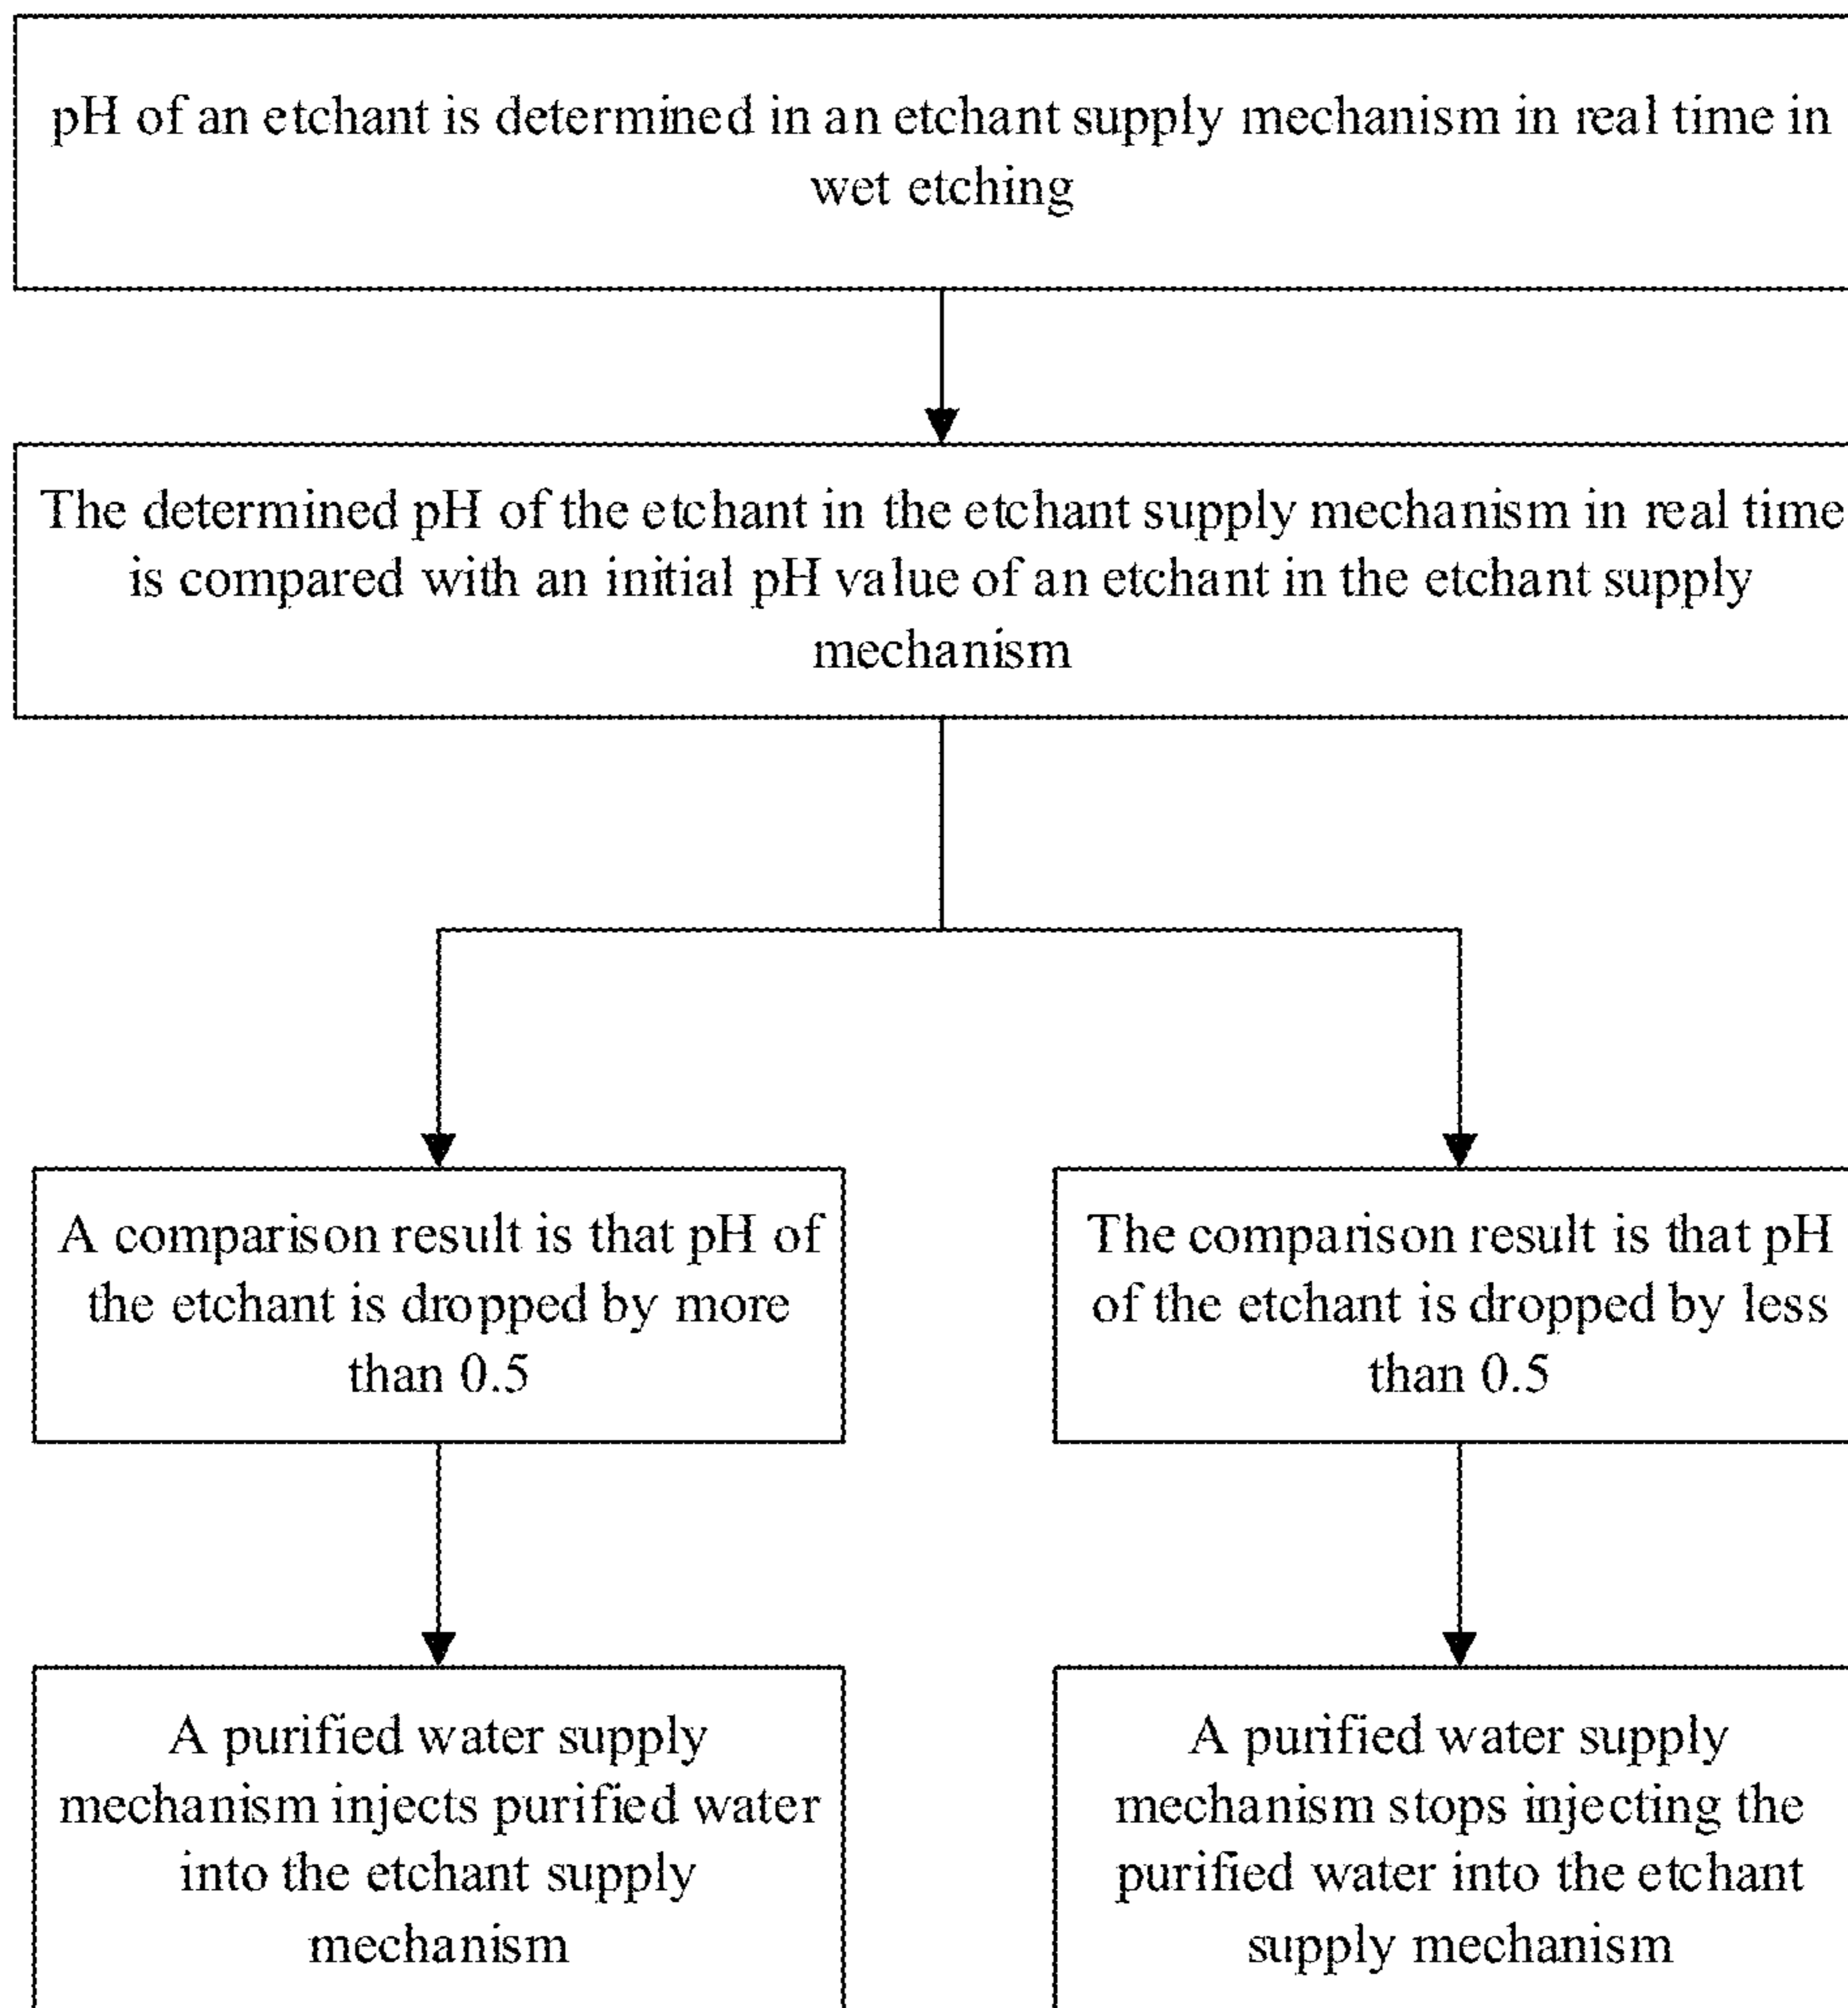 pH of an etchant is determined in an etchant supply mechanism in real time in
wet etching
The determined pH of the etchant in the etchant supply mechanism in real time
is compared with an initial pH value of an etchant in the etchant supply
mechanism
A comparison result is that pH of
the etchant is dropped by more
than 0.5
The comparison result is that pH
of the etchant is dropped by less
than 0.5
A purified water supply
mechanism injects purified water
into the etchant supply
mechanism
A purified water supply
mechanism stops injecting the
purified water into the etchant
supply mechanism